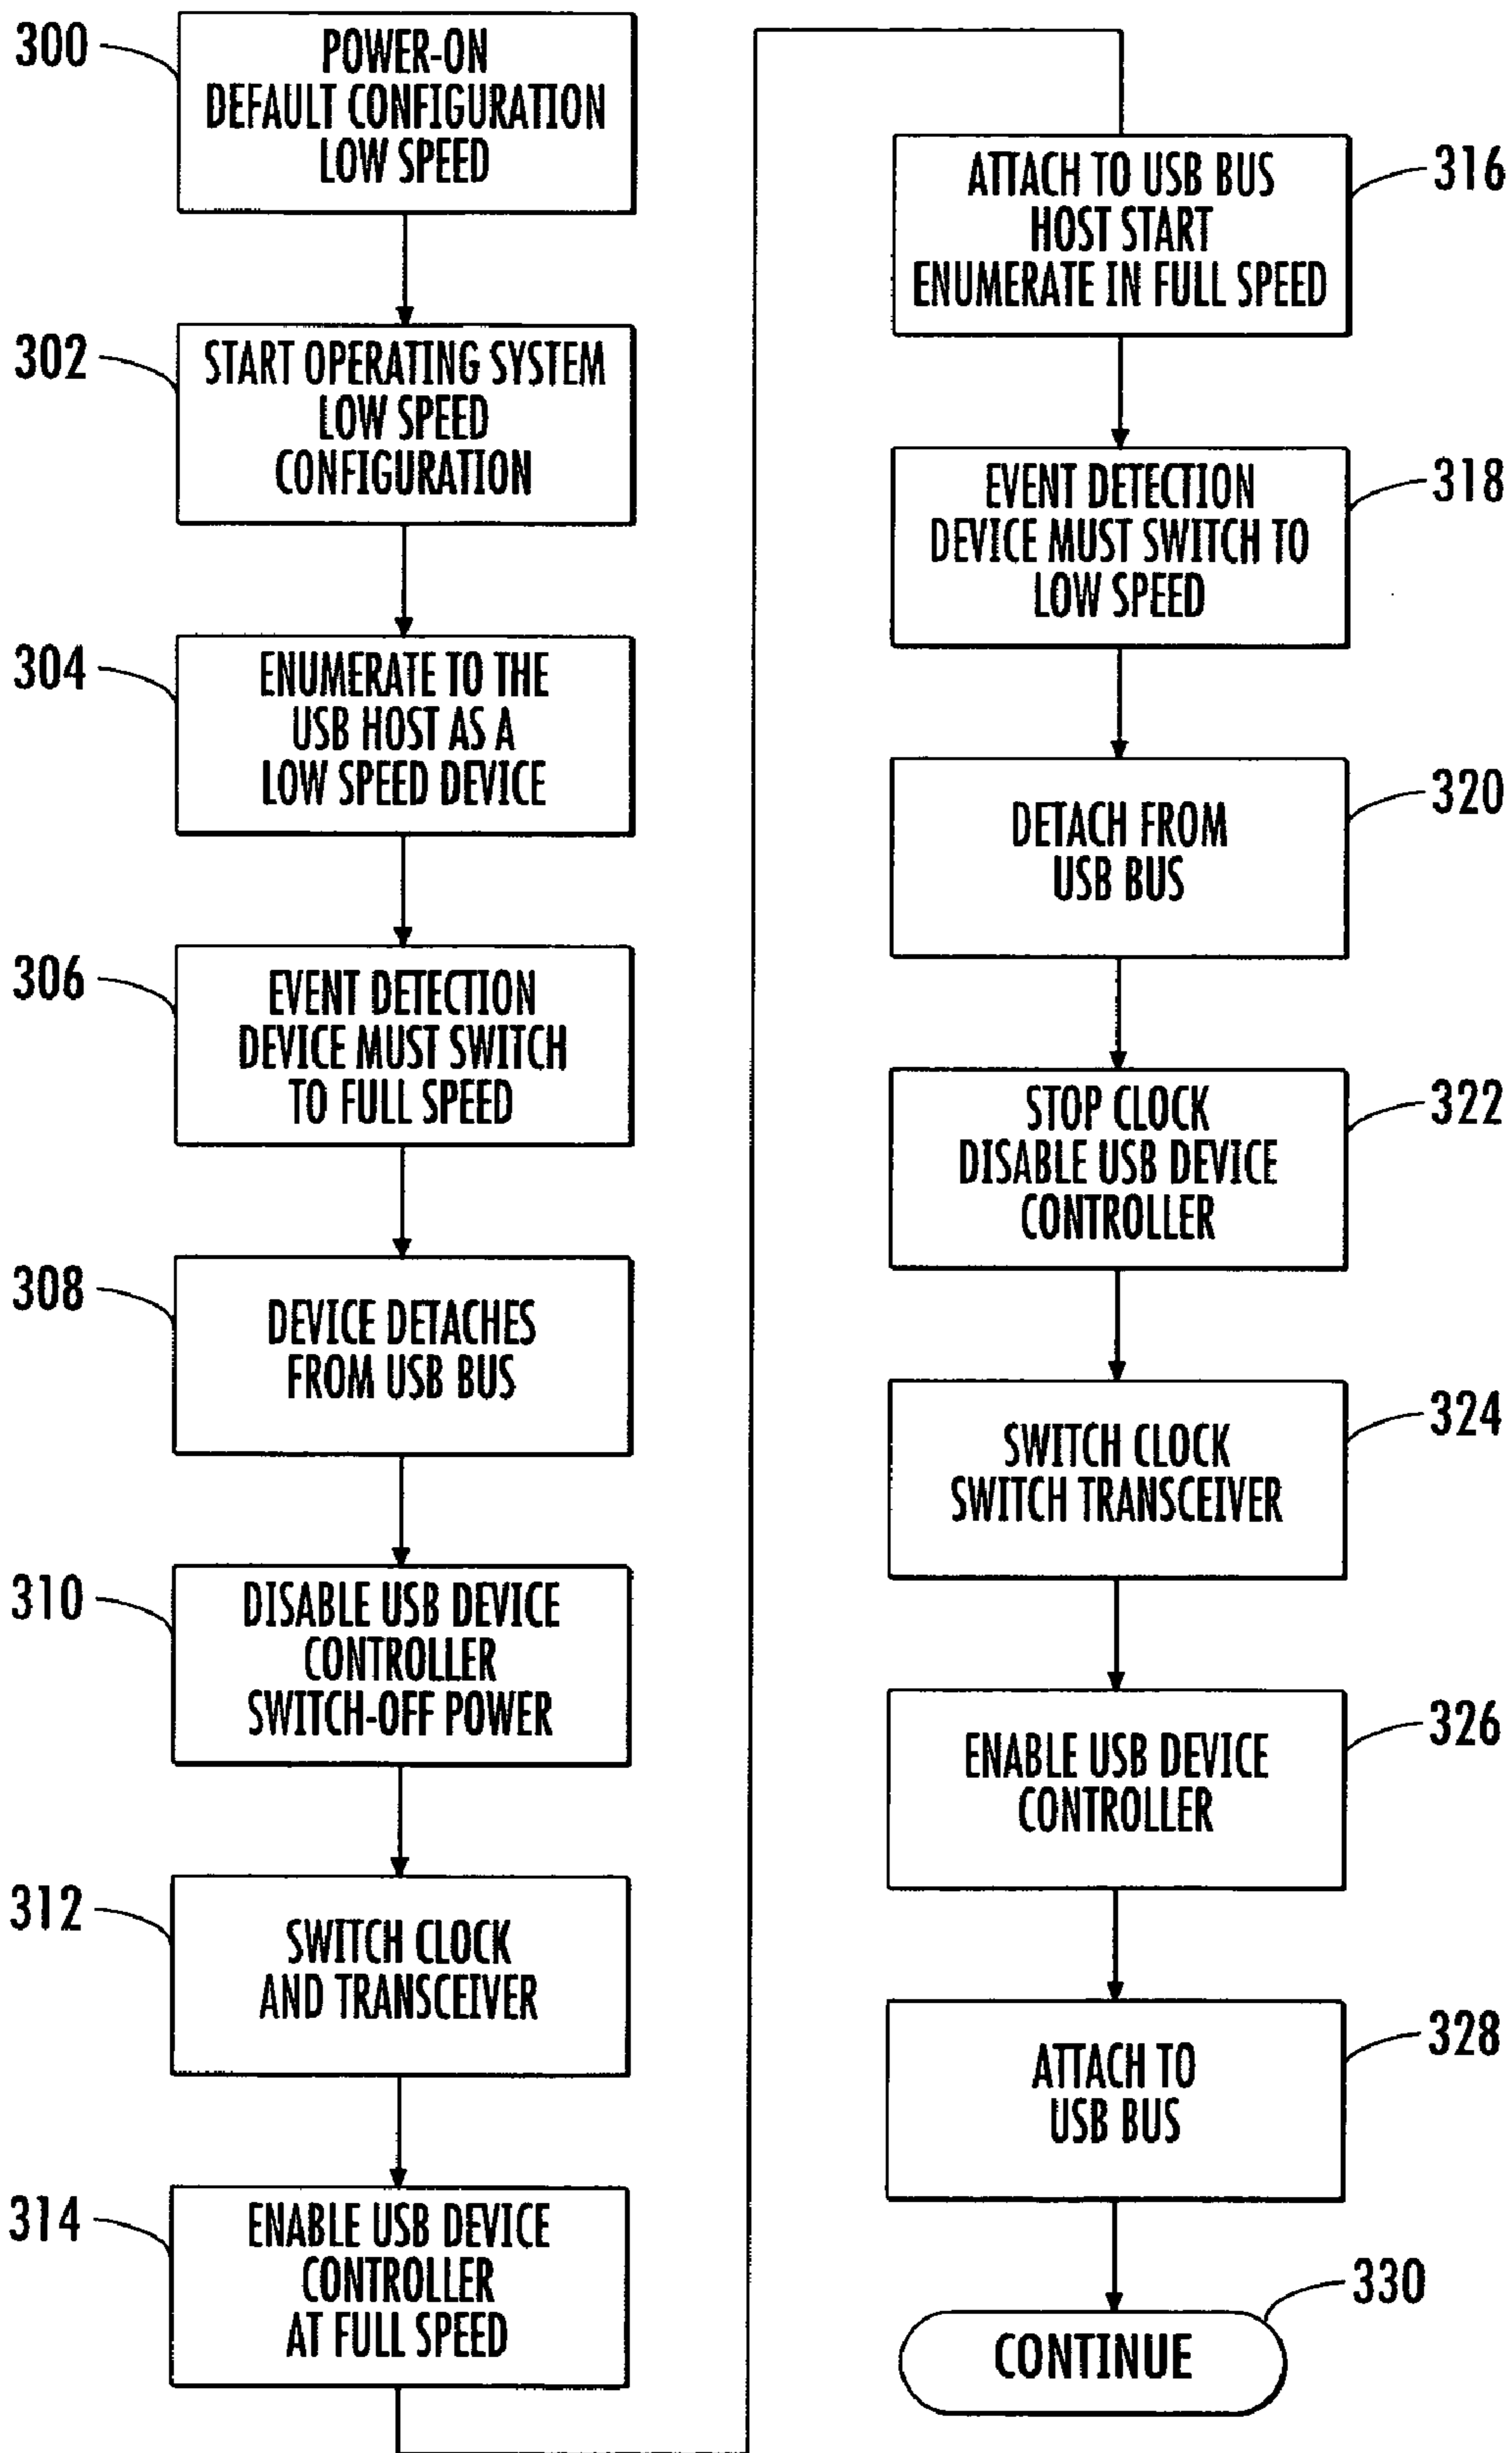 300
POWER-ON
DEFAULT CONFIGURATION
LOW SPEED
302
START OPERATING SYSTEM
LOW SPEED
CONFIGURATION
304
ENUMERATE TO THE
USB HOST AS A
LOW SPEED DEVICE
306
EVENT DETECTION
DEVICE MUST SWITCH
TO FULL SPEED
308
DEVICE DETACHES
FROM USB BUS
310
DISABLE USB DEVICE
CONTROLLER
SWITCH-OFF POWER
312
SWITCH CLOCK
AND TRANSCEIVER
314
ENABLE USB DEVICE
CONTROLLER
AT FULL SPEED
316
ATTACH TO USB BUS
HOST START
ENUMERATE IN FULL SPEED
318
EVENT DETECTION
DEVICE MUST SWITCH TO
LOW SPEED
320
DETACH FROM
USB BUS
322
STOP CLOCK
DISABLE USB DEVICE
CONTROLLER
324
SWITCH CLOCK
SWITCH TRANSCEIVER
326
ENABLE USB DEVICE
CONTROLLER
328
ATTACH TO
USB BUS
330
CONTINUE